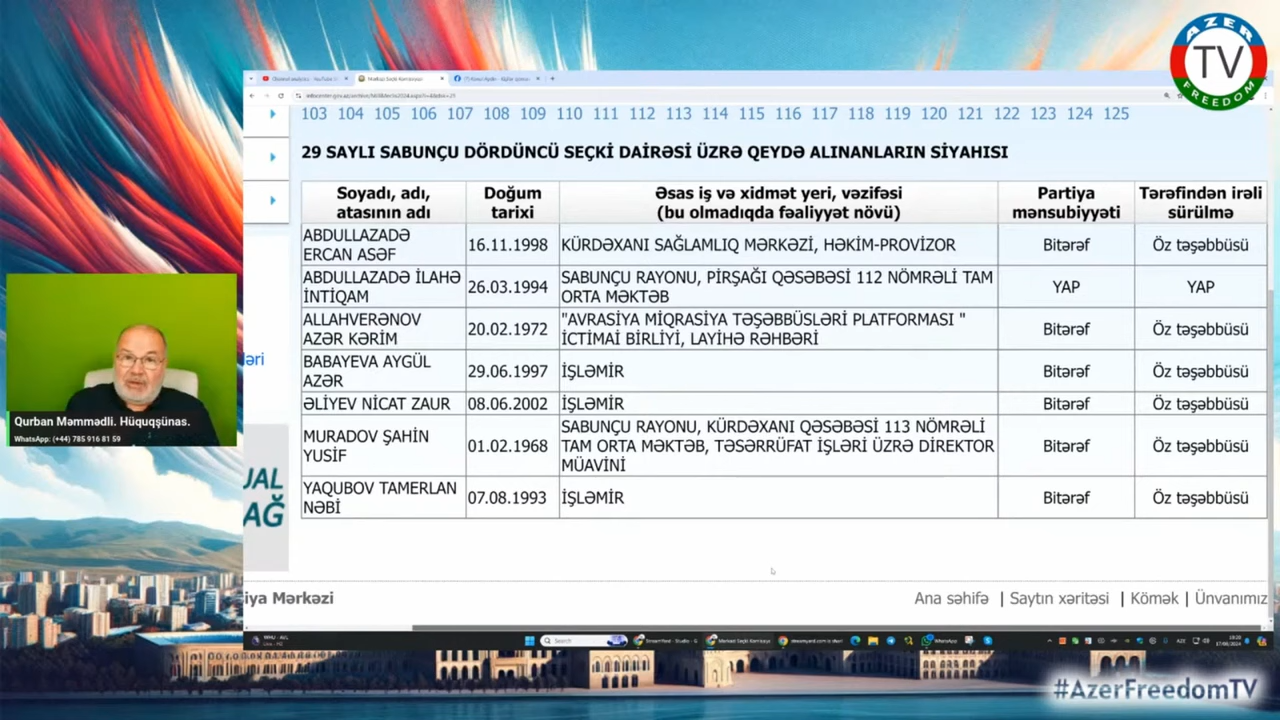 AZER
TV
FREEDOM
103 104 105 106 107 108 109 110 111 112 113 114 115 116 117 118 119 120 121 122 123 124 125
29 SAYLI SABUNÇU DÖRDÜNCÜ SEÇKİ DAİRƏSİ ÜZRƏ QEYDƏ ALINANLARIN SİYAHISI
Soyadı, adı,
atasının adı
Doğum
tarixi
Əsas iş və xidmət yeri, vəzifəsi
(bu olmadıqda fəaliyyət növü)
Partiya
mənsubiyyəti
Tərəfindən irəli
sürülmə
ABDULLAZADƏ
ERCAN ASƏF
16.11.1998
KÜRDƏXANI SAĞLAMLIQ MƏRKƏZİ, HƏKİM-PROVİZOR
Bitərəf
Öz təşəbbüsü
ABDULLAZADƏ İLAHƏ
İNTİQAM
26.03.1994
SABUNÇU RAYONU, PİRŞAĞI QƏSƏBƏSİ 112 NÖMRƏLİ TAM
ORTA MƏKTƏB
YAP
YAP
ALLAHVERƏNOV
AZƏR KƏRİM
20.02.1972
"AVRASİYA MİQRASİYA TƏŞƏBBÜSLƏRİ PLATFORMASI "
İCTİMAİ BİRLİYİ, LAYİHƏ RƏHBƏRİ
Bitərəf
Öz təşəbbüsü
BABAYEVA AYGÜL
AZƏR
29.06.1997
İŞLƏMİR
Bitərəf
Öz təşəbbüsü
ƏLİYEV NİCAT ZAUR
08.06.2002
İŞLƏMİR
Bitərəf
Öz təşəbbüsü
MURADOV ŞAHİN
YUSİF
01.02.1968
SABUNÇU RAYONU, KÜRDƏXANI QƏSƏBƏSİ 113 NÖMRƏLİ
TAM ORTA MƏKTƏB, TƏSƏRRÜFAT İŞLƏRİ ÜZRƏ DİREKTOR
MÜAVİNİ
Bitərəf
Öz təşəbbüsü
YAQUBOV TAMERLAN
NƏBİ
07.08.1993
İŞLƏMİR
Bitərəf
Öz təşəbbüsü
əri
Qurban Məmmədli. Hüquqşünas.
WhatsApp: (+44) 785 916 81 59
UAL
AĞ
iya Mərkəzi
Ana səhifə | Saytın xəritəsi | Kömək | Ünvanımız
Search
WhatsApp
17/08/2024
#AzerFreedomTV